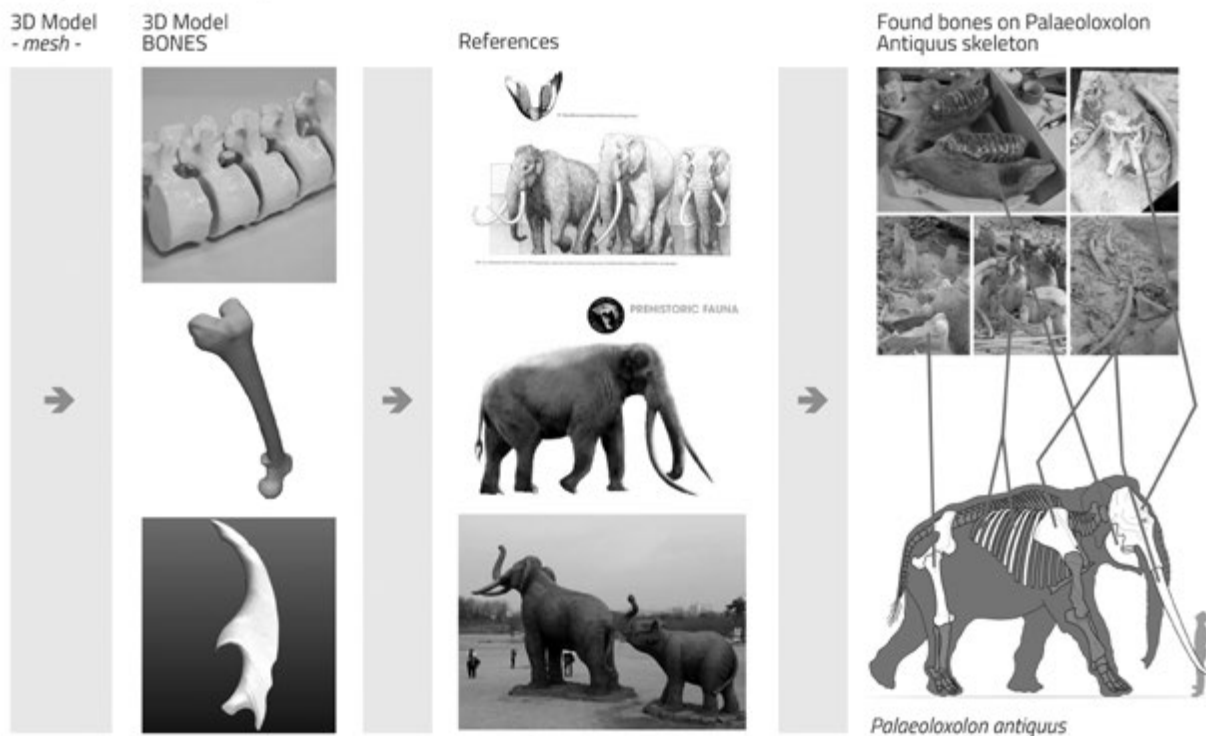 3D Model
- mesh -
3D Model
BONES
References
PREHISTORIC FAUNA
Found bones on Palaeoloxolon
Antiquus skeleton
Palaeoloxolon antiquus